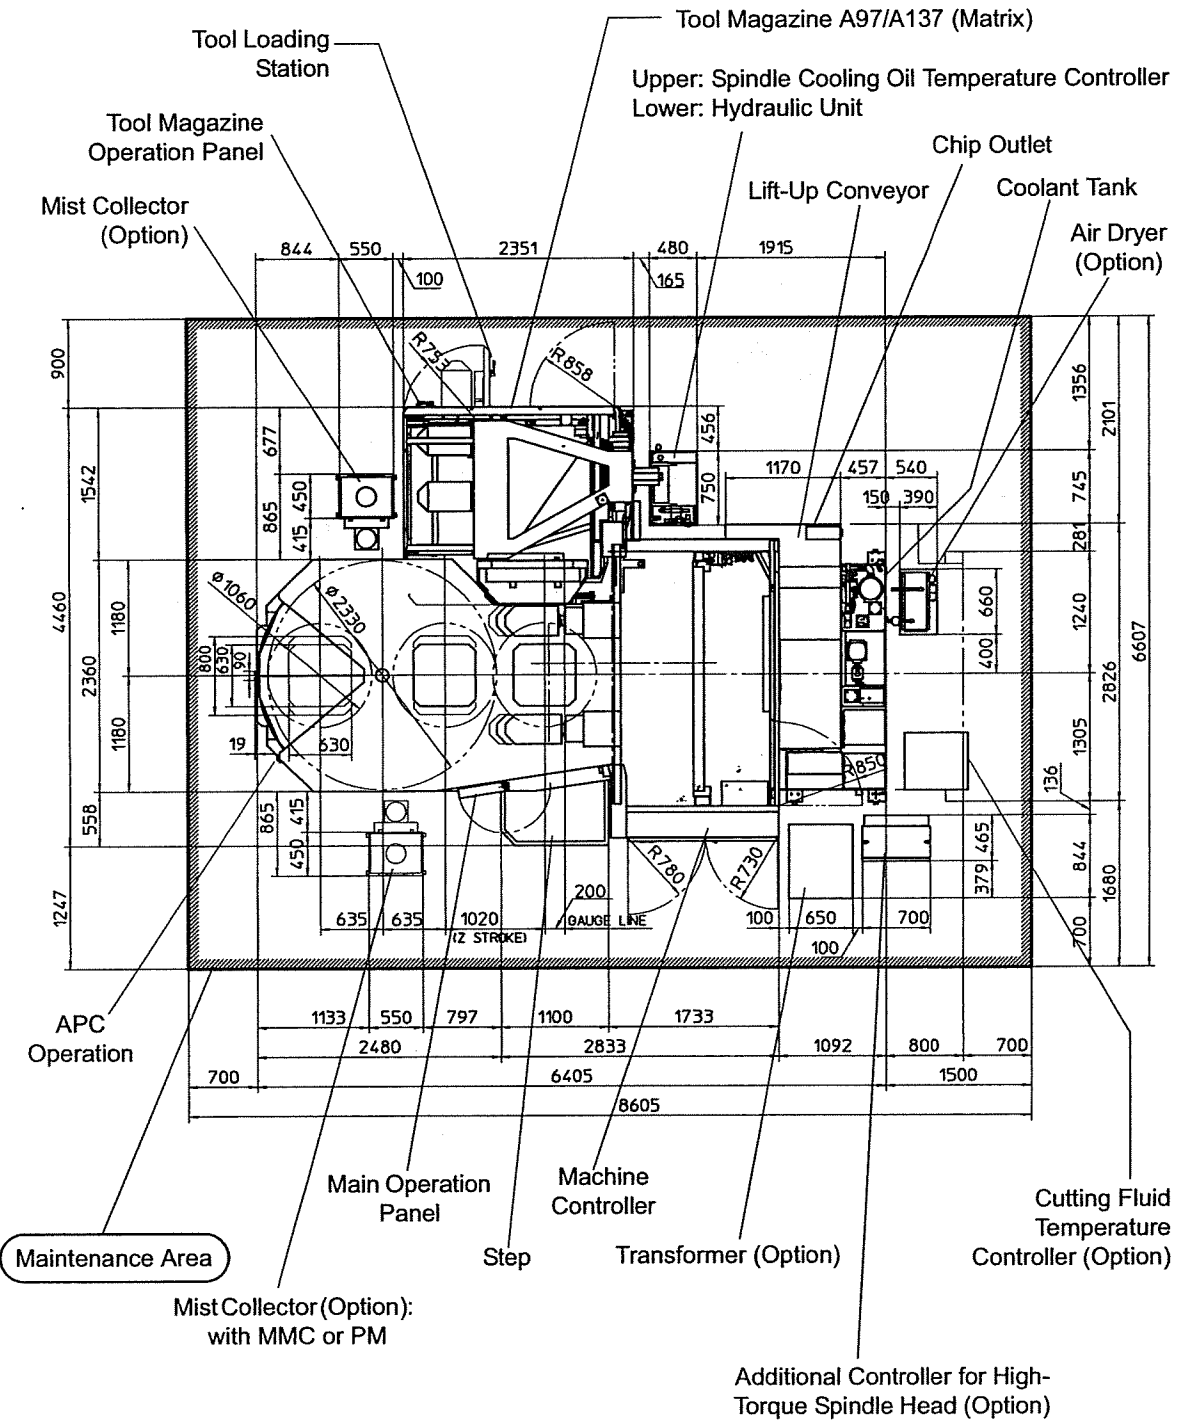 Tool Magazine A97/A137 (Matrix)
Tool Loading
Station
Upper: Spindle Cooling Oil Temperature Controller
Lower: Hydraulic Unit
Tool Magazine
Operation Panel
Chip Outlet
Lift-Up Conveyor
Coolant Tank
Mist Collector
(Option)
Air Dryer
(Option)
844
550
2351
480
1915
100
165
900
R753
R858
1356
2101
677
456
1542
450
865
415
750
1170
457
540
745
150
390
281
ø1060
ø2330
4460
1180
660
1240
6607
800
630
90
400
2360
2826
1180
19
630
1305
R850
136
558
865
415
450
465
844
R780
R730
379
1680
1247
200
635
635
1020
(Z STROKE)
GAUGE LINE
100
650
700
100
700
APC
Operation
1133
550
797
1100
1733
2480
2833
1092
800
700
700
6405
1500
8605
Main Operation
Panel
Machine
Controller
Cutting Fluid
Temperature
Controller (Option)
Step
Transformer (Option)
Maintenance Area
Mist Collector (Option):
with MMC or PM
Additional Controller for High-
Torque Spindle Head (Option)